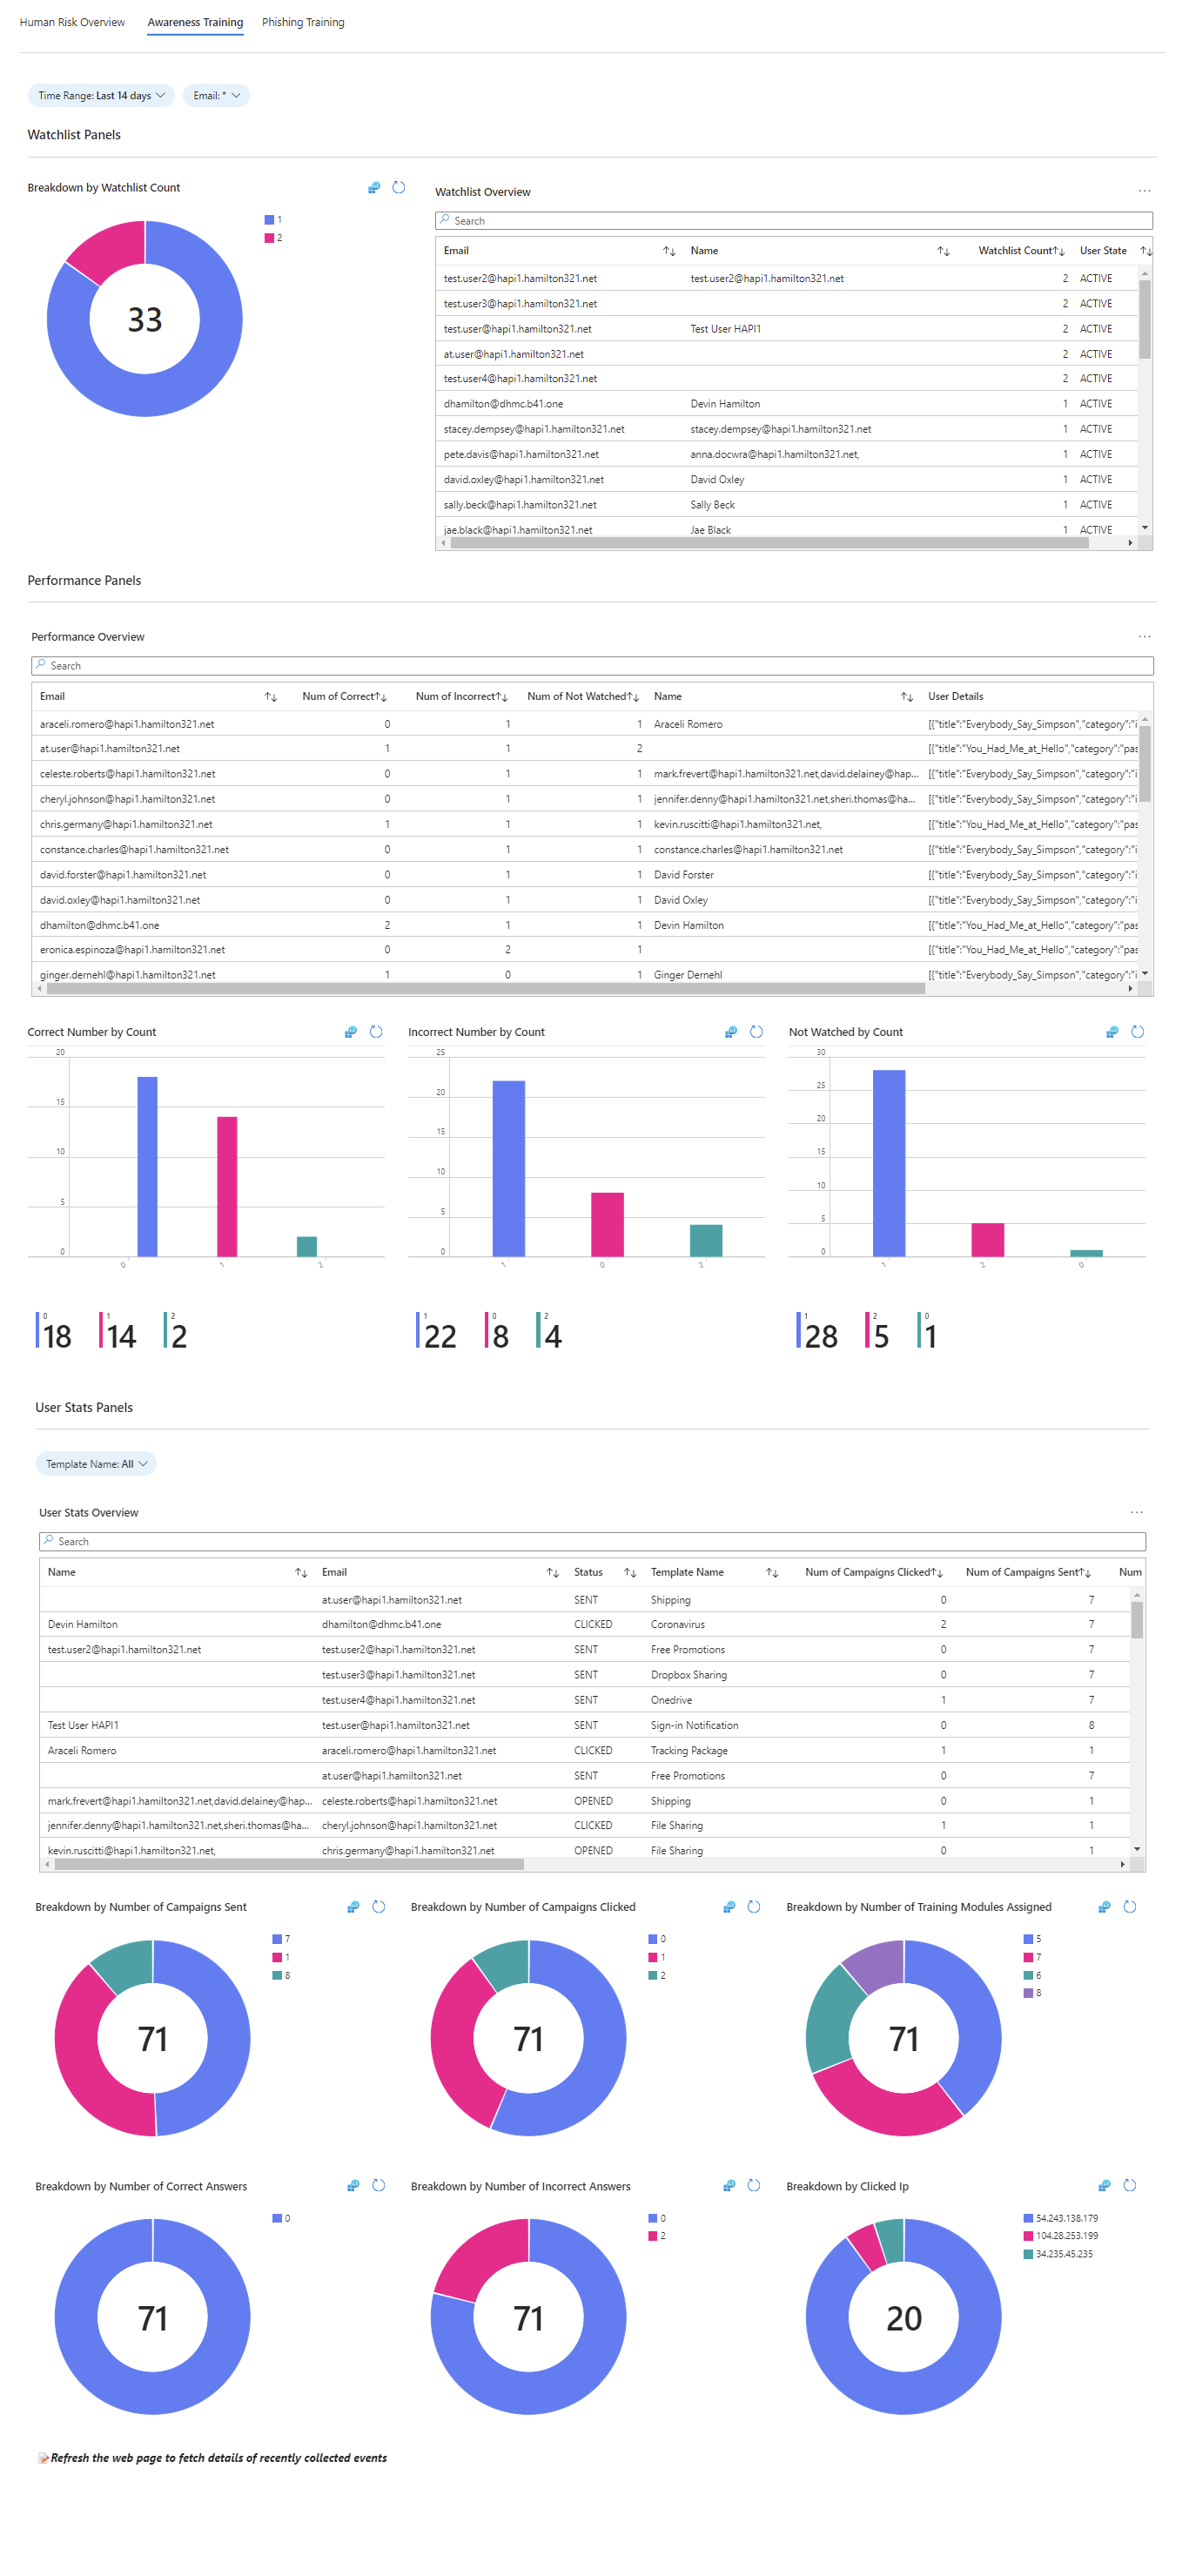 Human Risk Overview Awareness Training Phishing Training
Time Range: Last 14 days Email: *
Watchlist Panels
Breakdown by Watchlist Count
1
2
33
Watchlist Overview
Search
Email Name Watchlist Count User State
test.user2@hapi1.hamilton321.net test.user2@hapi1.hamilton321.net 2 ACTIVE
test.user3@hapi1.hamilton321.net 2 ACTIVE
test.user@hapi1.hamilton321.net Test User HAPI1 2 ACTIVE
at.user@hapi1.hamilton321.net 2 ACTIVE
test.user4@hapi1.hamilton321.net 2 ACTIVE
dhamilton@dhmc.b41.one Devin Hamilton 1 ACTIVE
stacey.dempsey@hapi1.hamilton321.net stacey.dempsey@hapi1.hamilton321.net 1 ACTIVE
pete.davis@hapi1.hamilton321.net anna.docwra@hapi1.hamilton321.net, 1 ACTIVE
david.oxley@hapi1.hamilton321.net David Oxley 1 ACTIVE
sally.beck@hapi1.hamilton321.net Sally Beck 1 ACTIVE
jae.black@hapi1.hamilton321.net Jae Black 1 ACTIVE
Performance Panels
Performance Overview
Search
Email Num of Correct Num of Incorrect Num of Not Watched Name User Details
araceli.romero@hapi1.hamilton321.net 0 1 1 Araceli Romero [{"title":"Everybody_Say_Simpson","category":"i
at.user@hapi1.hamilton321.net 1 1 2 [{"title":"You_Had_Me_at_Hello","category":"pas
celeste.roberts@hapi1.hamilton321.net 0 1 1 mark.frevert@hapi1.hamilton321.net,david.delainey@hap... [{"title":"Everybody_Say_Simpson","category":"i
cheryl.johnson@hapi1.hamilton321.net 0 1 1 jennifer.denny@hapi1.hamilton321.net,sheri.thomas@ha... [{"title":"Everybody_Say_Simpson","category":"i
chris.germany@hapi1.hamilton321.net 1 1 1 kevin.ruscitti@hapi1.hamilton321.net, [{"title":"You_Had_Me_at_Hello","category":"pas
constance.charles@hapi1.hamilton321.net 0 1 1 constance.charles@hapi1.hamilton321.net [{"title":"Everybody_Say_Simpson","category":"i
david.forster@hapi1.hamilton321.net 0 1 1 David Forster [{"title":"Everybody_Say_Simpson","category":"i
david.oxley@hapi1.hamilton321.net 0 1 1 David Oxley [{"title":"Everybody_Say_Simpson","category":"i
dhamilton@dhmc.b41.one 2 1 1 Devin Hamilton [{"title":"You_Had_Me_at_Hello","category":"pas
eronica.espinoza@hapi1.hamilton321.net 0 2 1 [{"title":"You_Had_Me_at_Hello","category":"pas
ginger.dernehl@hapi1.hamilton321.net 1 0 1 Ginger Dernehl [{"title":"Everybody_Say_Simpson","category":"i
Correct Number by Count
20
15
10
5
0
0 1 2
0 1 2
18 14 2
Incorrect Number by Count
25
20
15
10
5
0
1 0 2
1 0 2
22 8 4
Not Watched by Count
30
25
20
15
10
5
0
1 2 0
1 2 0
28 5 1
User Stats Panels
Template Name: All
User Stats Overview
Search
Name Email Status Template Name Num of Campaigns Clicked Num of Campaigns Sent Num
at.user@hapi1.hamilton321.net SENT Shipping 0 7
Devin Hamilton dhamilton@dhmc.b41.one CLICKED Coronavirus 2 7
test.user2@hapi1.hamilton321.net test.user2@hapi1.hamilton321.net SENT Free Promotions 0 7
test.user3@hapi1.hamilton321.net SENT Dropbox Sharing 0 7
test.user4@hapi1.hamilton321.net SENT Onedrive 1 7
Test User HAPI1 test.user@hapi1.hamilton321.net SENT Sign-in Notification 0 8
Araceli Romero araceli.romero@hapi1.hamilton321.net CLICKED Tracking Package 1 1
at.user@hapi1.hamilton321.net SENT Free Promotions 0 7
mark.frevert@hapi1.hamilton321.net,david.delainey@hap... celeste.roberts@hapi1.hamilton321.net OPENED Shipping 0 1
jennifer.denny@hapi1.hamilton321.net,sheri.thomas@ha... cheryl.johnson@hapi1.hamilton321.net CLICKED File Sharing 1 1
kevin.ruscitti@hapi1.hamilton321.net, chris.germany@hapi1.hamilton321.net OPENED File Sharing 0 1
Breakdown by Number of Campaigns Sent
7
1
8
71
Breakdown by Number of Campaigns Clicked
0
1
2
71
Breakdown by Number of Training Modules Assigned
5
7
6
8
71
Breakdown by Number of Correct Answers
0
71
Breakdown by Number of Incorrect Answers
0
2
71
Breakdown by Clicked Ip
54.243.138.179
104.28.253.199
34.235.45.235
20
Refresh the web page to fetch details of recently collected events